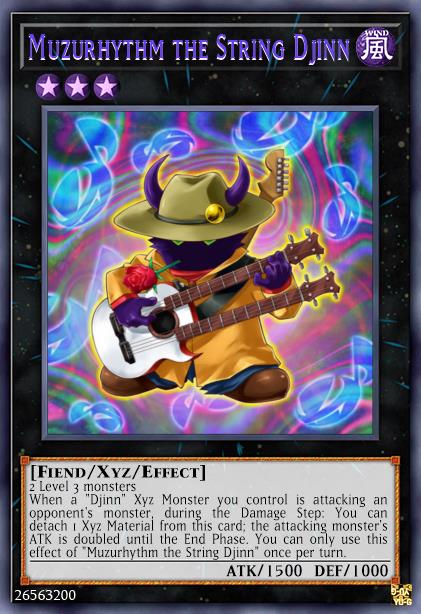 MUZURHYTHM THE STRING DJINN
WIND
風
[FIEND/XYZ/EFFECT]
2 Level 3 monsters
When a "Djinn" Xyz Monster you control is attacking an
opponent's monster, during the Damage Step: You can
detach 1 Xyz Material from this card; the attacking monster's
ATK is doubled until the End Phase. You can only use this
effect of "Muzurhythm the String Djinn" once per turn.
ATK/1500 DEF/1000
26563200